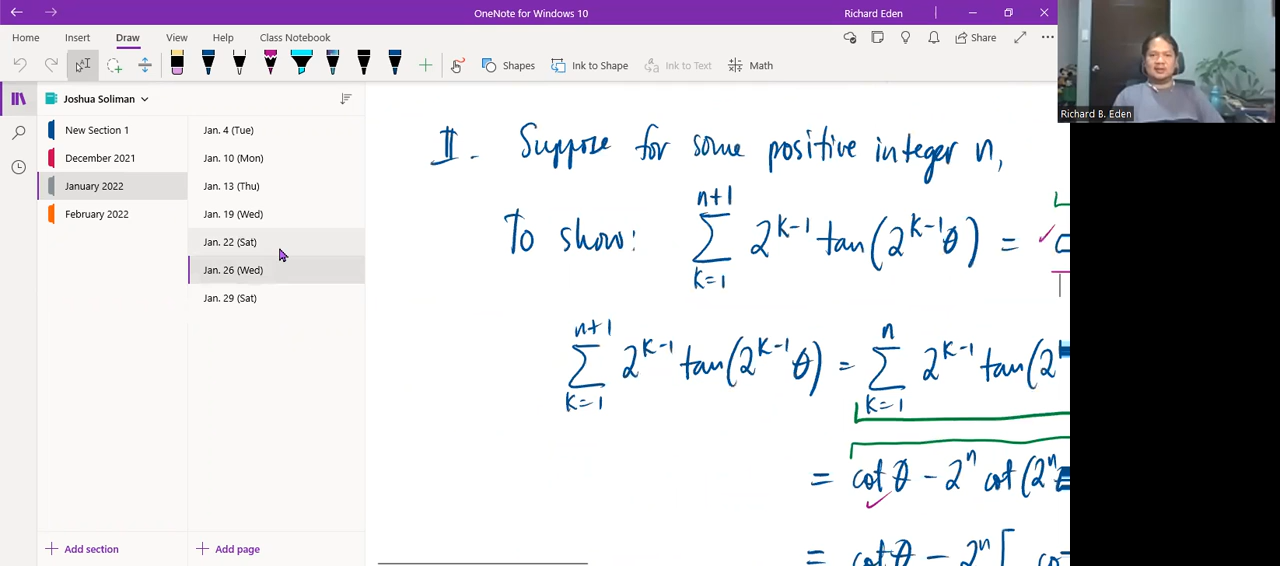 OneNote for Windows 10
Richard Eden
Home Insert Draw View Help Class Notebook
Share
Shapes Ink to Shape Ink to Text Math
Joshua Soliman
New Section 1
December 2021
January 2022
February 2022
Jan. 4 (Tue)
Jan. 10 (Mon)
Jan. 13 (Thu)
Jan. 19 (Wed)
Jan. 22 (Sat)
Jan. 26 (Wed)
Jan. 29 (Sat)
Add section
Add page
Richard B. Eden
II. Suppose for some positive integer n,
To show: ∑_{k=1}^{n+1} 2^{k-1} tan(2^{k-1}θ) =
∑_{k=1}^{n+1} 2^{k-1} tan(2^{k-1}θ) = ∑_{k=1}^{n} 2^{k-1} tan(2
= cot θ - 2^n cot(2^n
= cot θ - 2^n [